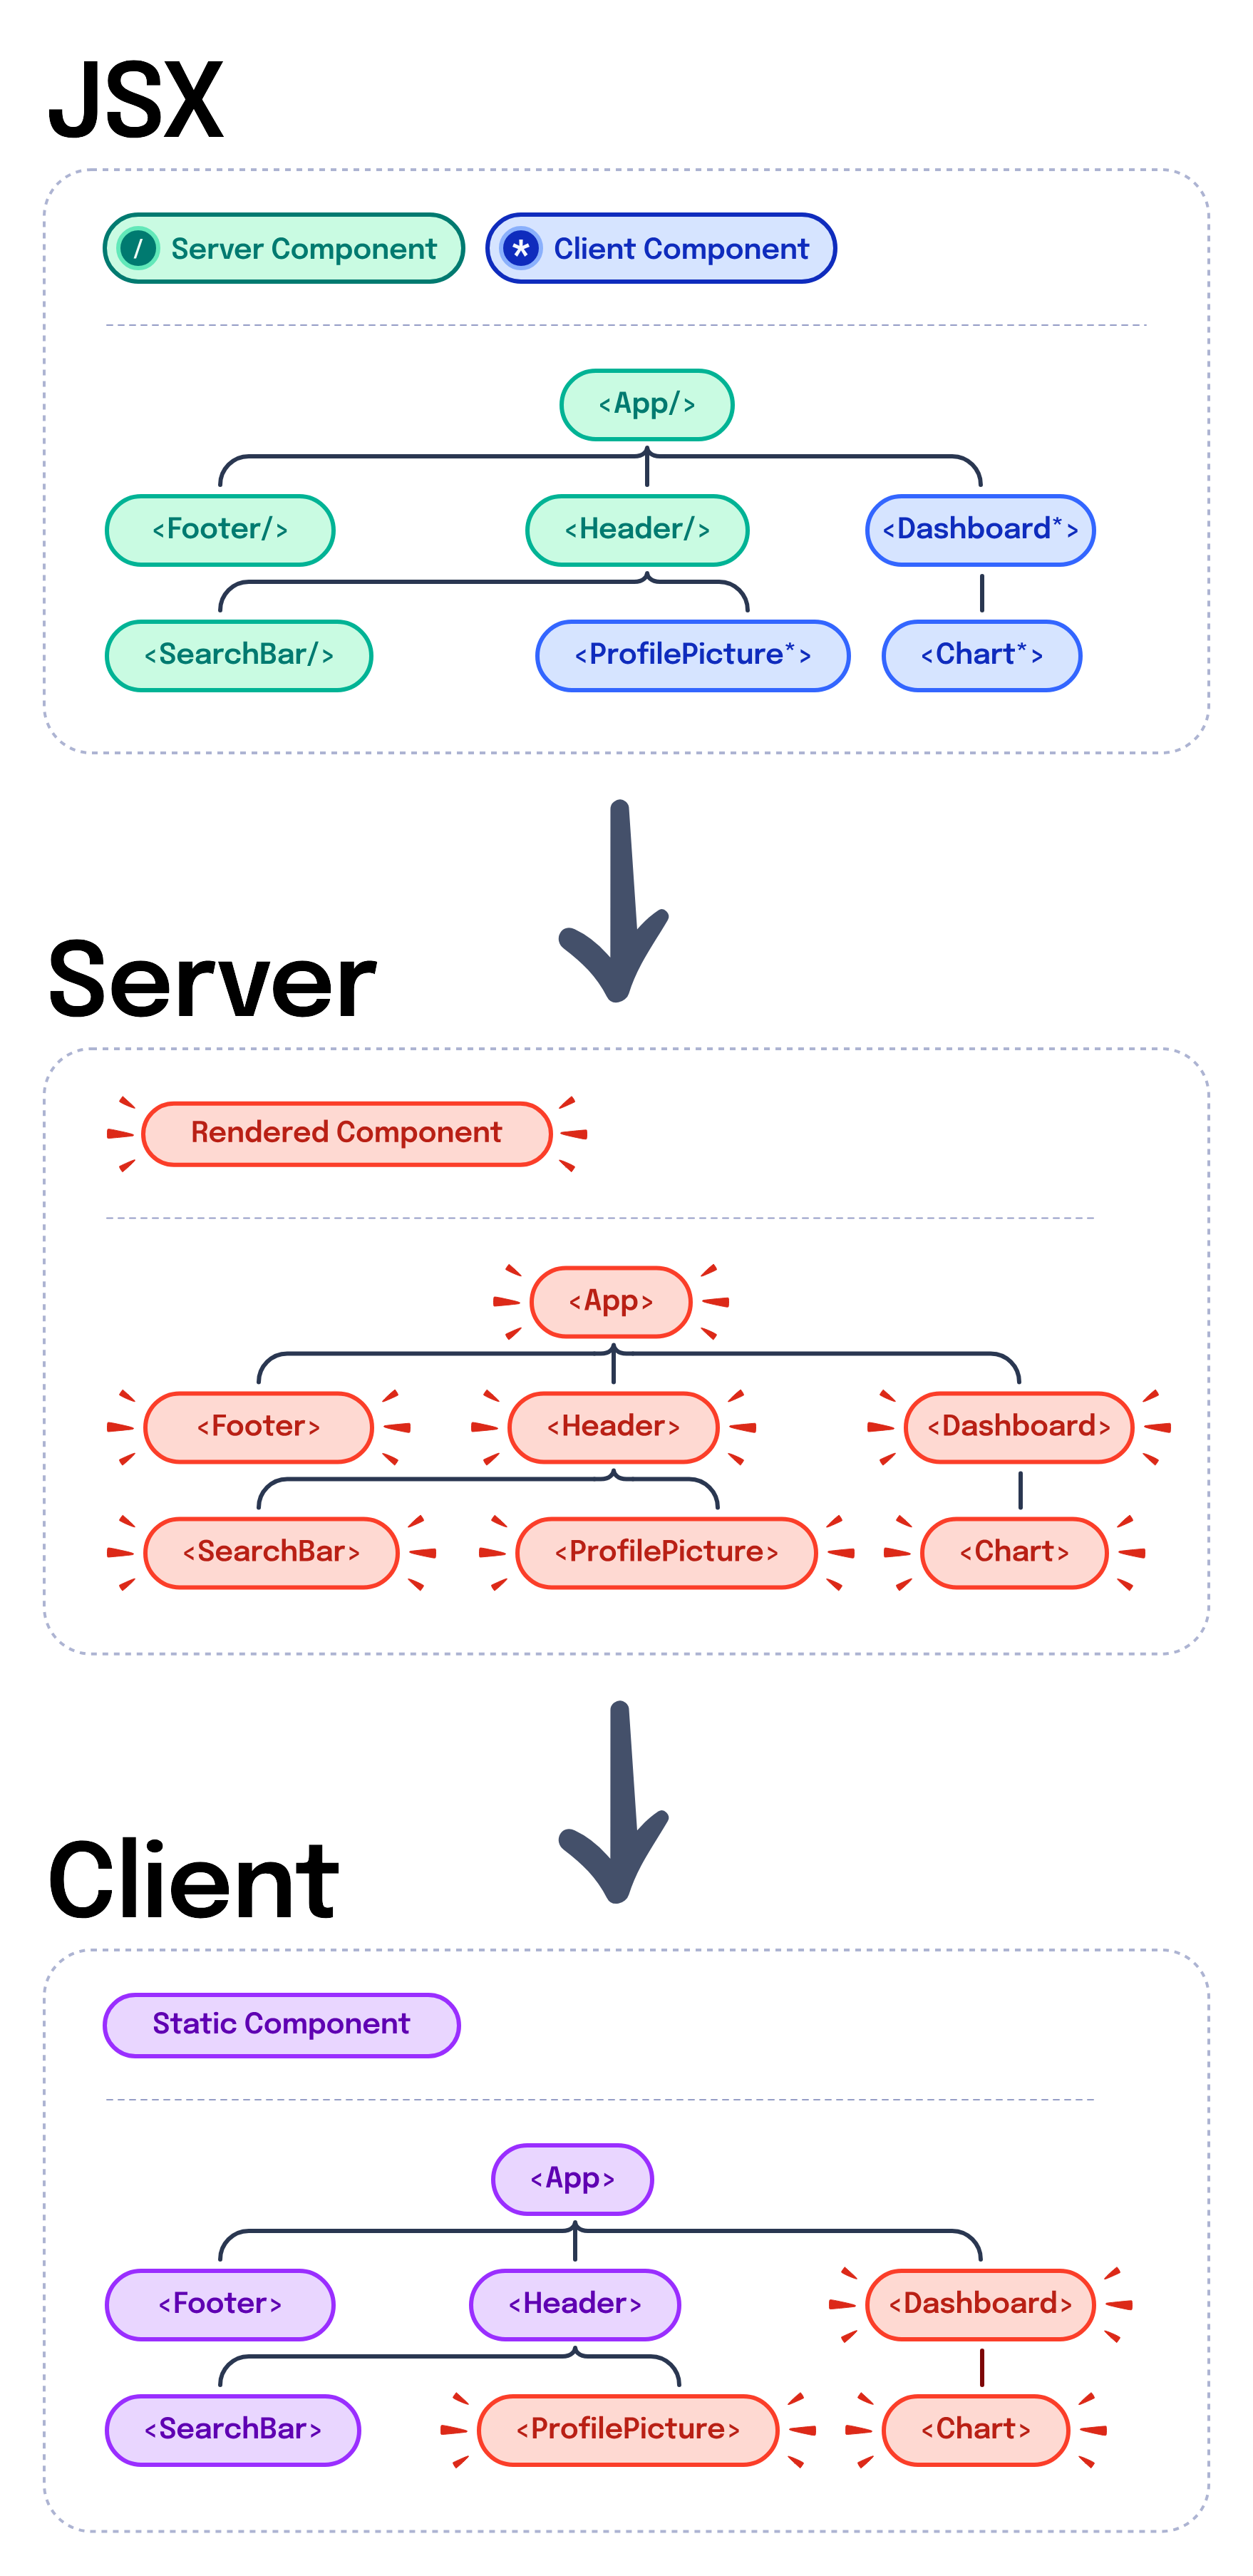 JSX
/ Server Component * Client Component
<App/>
<Footer/> <Header/> <Dashboard*>
<SearchBar/> <ProfilePicture*> <Chart*>
Server
Rendered Component
<App>
<Footer> <Header> <Dashboard>
<SearchBar> <ProfilePicture> <Chart>
Client
Static Component
<App>
<Footer> <Header> <Dashboard>
<SearchBar> <ProfilePicture> <Chart>